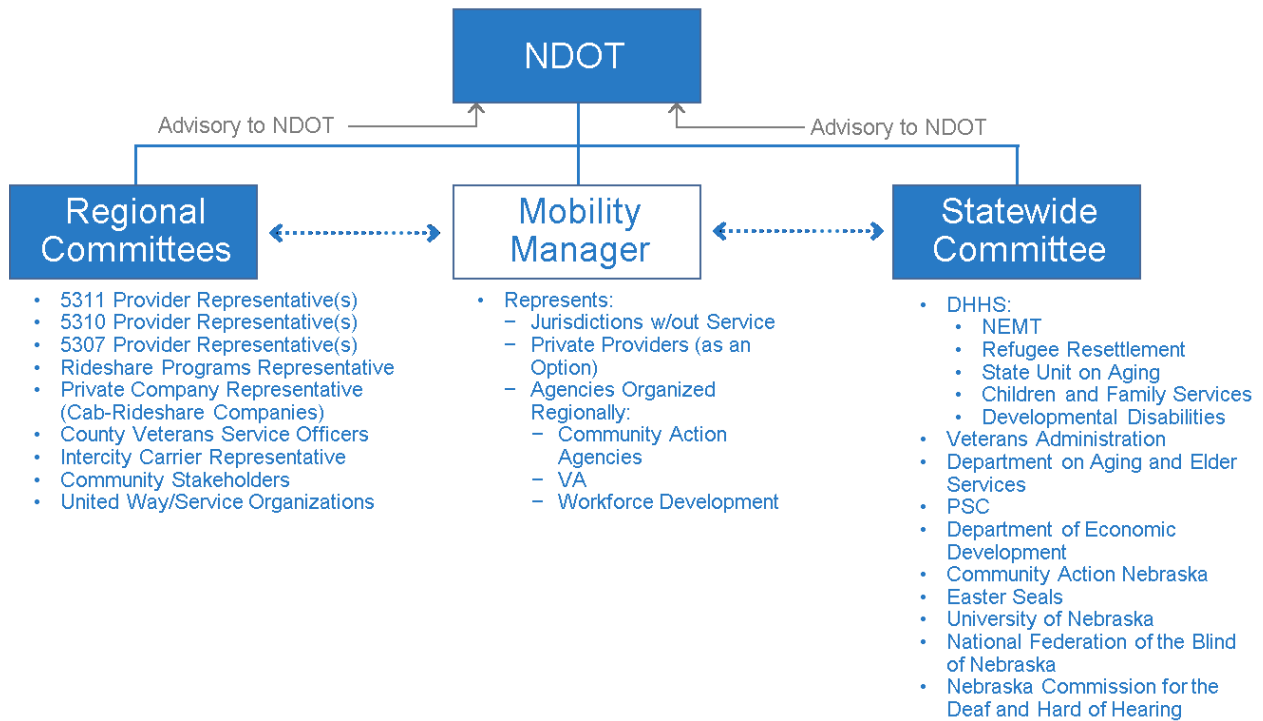 NDOT
Advisory to NDOT
Advisory to NDOT
Regional
Committees
• 5311 Provider Representative(s)
• 5310 Provider Representative(s)
• 5307 Provider Representative(s)
• Rideshare Programs Representative
• Private Company Representative
(Cab-Rideshare Companies)
• County Veterans Service Officers
• Intercity Carrier Representative
• Community Stakeholders
• United Way/Service Organizations
Mobility
Manager
• Represents:
− Jurisdictions w/out Service
− Private Providers (as an
Option)
− Agencies Organized
Regionally:
− Community Action
Agencies
− VA
− Workforce Development
Statewide
Committee
• DHHS:
• NEMT
• Refugee Resettlement
• State Unit on Aging
• Children and Family Services
• Developmental Disabilities
• Veterans Administration
• Department on Aging and Elder
Services
• PSC
• Department of Economic
Development
• Community Action Nebraska
• Easter Seals
• University of Nebraska
• National Federation of the Blind
of Nebraska
• Nebraska Commission for the
Deaf and Hard of Hearing